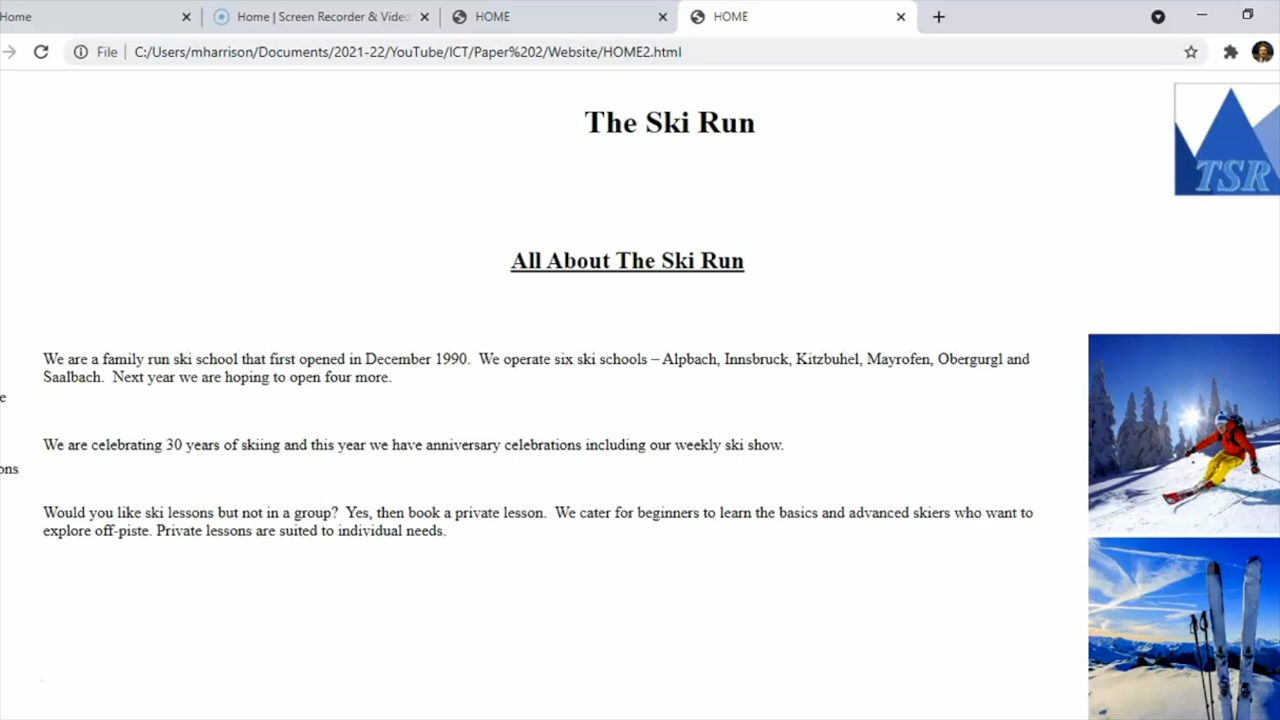 Home
Home | Screen Recorder & Video
HOME
HOME
File
C:/Users/mharrison/Documents/2021-22/YouTube/ICT/Paper%202/Website/HOME2.html
The Ski Run
TSR
All About The Ski Run
We are a family run ski school that first opened in December 1990.  We operate six ski schools – Alpbach, Innsbruck, Kitzbuhel, Mayrofen, Obergurgl and
Saalbach.  Next year we are hoping to open four more.
e
We are celebrating 30 years of skiing and this year we have anniversary celebrations including our weekly ski show.
ons
Would you like ski lessons but not in a group?  Yes, then book a private lesson.  We cater for beginners to learn the basics and advanced skiers who want to
explore off-piste. Private lessons are suited to individual needs.